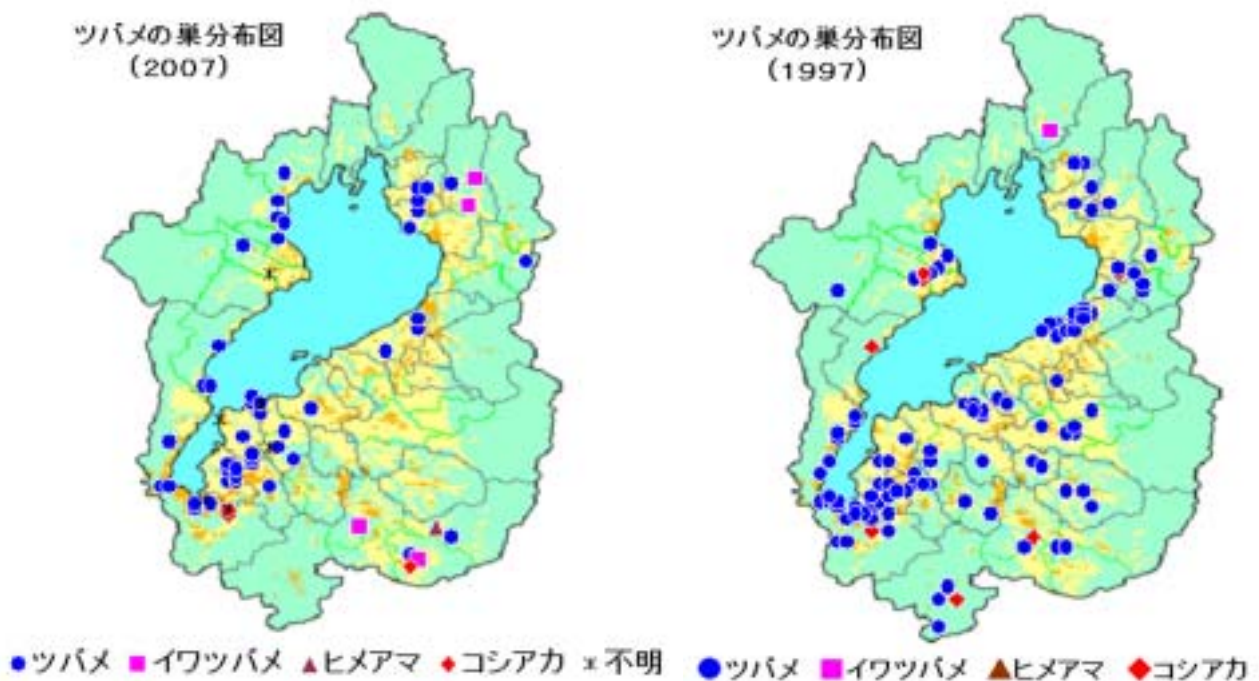 ツバメの巣分布図
(2007)
ツバメの巣分布図
(1997)
ツバメ イワツバメ ヒメアマ コシアカ 不明
ツバメ イワツバメ ヒメアマ コシアカ